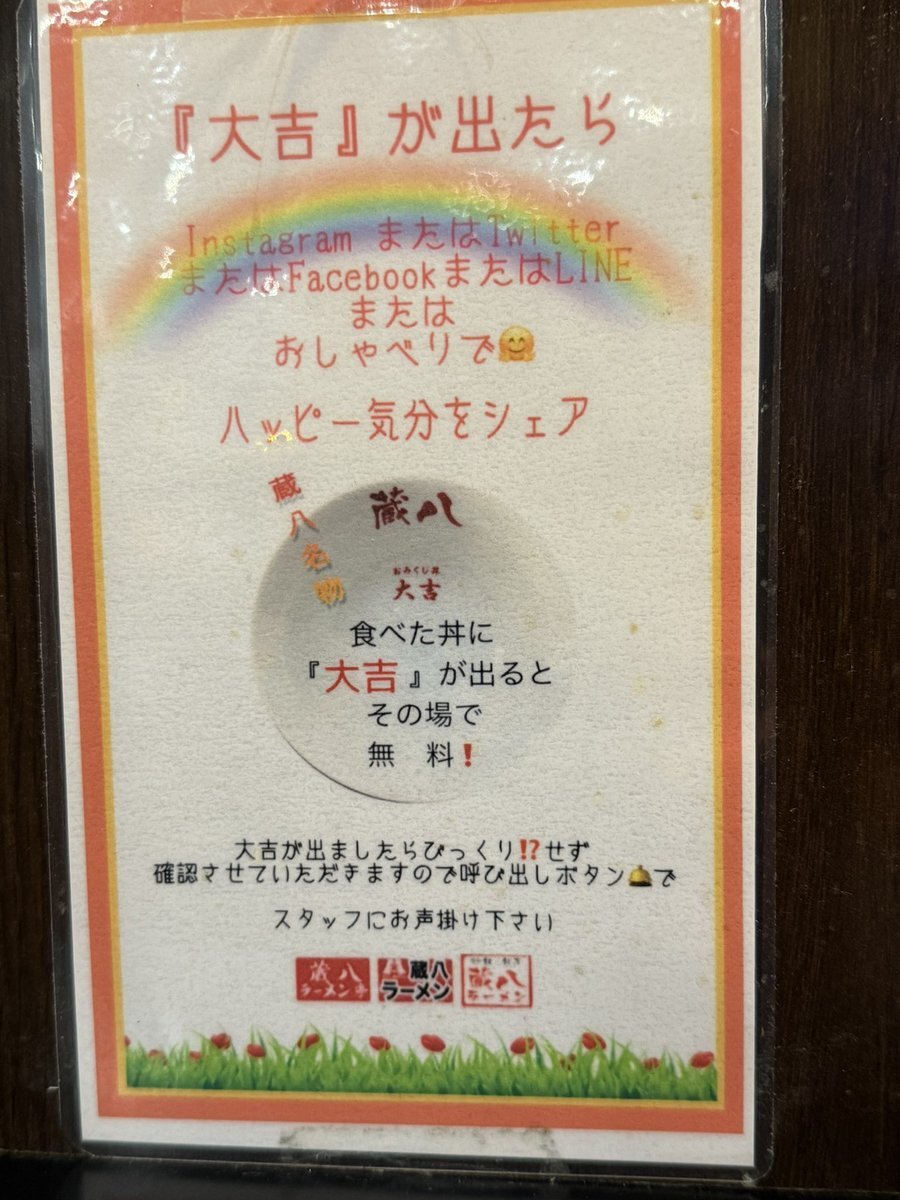 『大吉』が出たら
Instagram またはTwitter
またはFacebookまたはLINE
または
おしゃべりで🤗
ハッピー気分をシェア
蔵八名物
蔵八
おみくじ丼
大吉
食べた丼に
『大吉』が出ると
その場で
無　料❗
大吉が出ましたらびっくり⁉せず
確認させていただきますので呼び出しボタン🛎で
スタッフにお声掛け下さい
蔵八
ラーメン亭
蔵八
ラーメン
蔵八
ラーメン